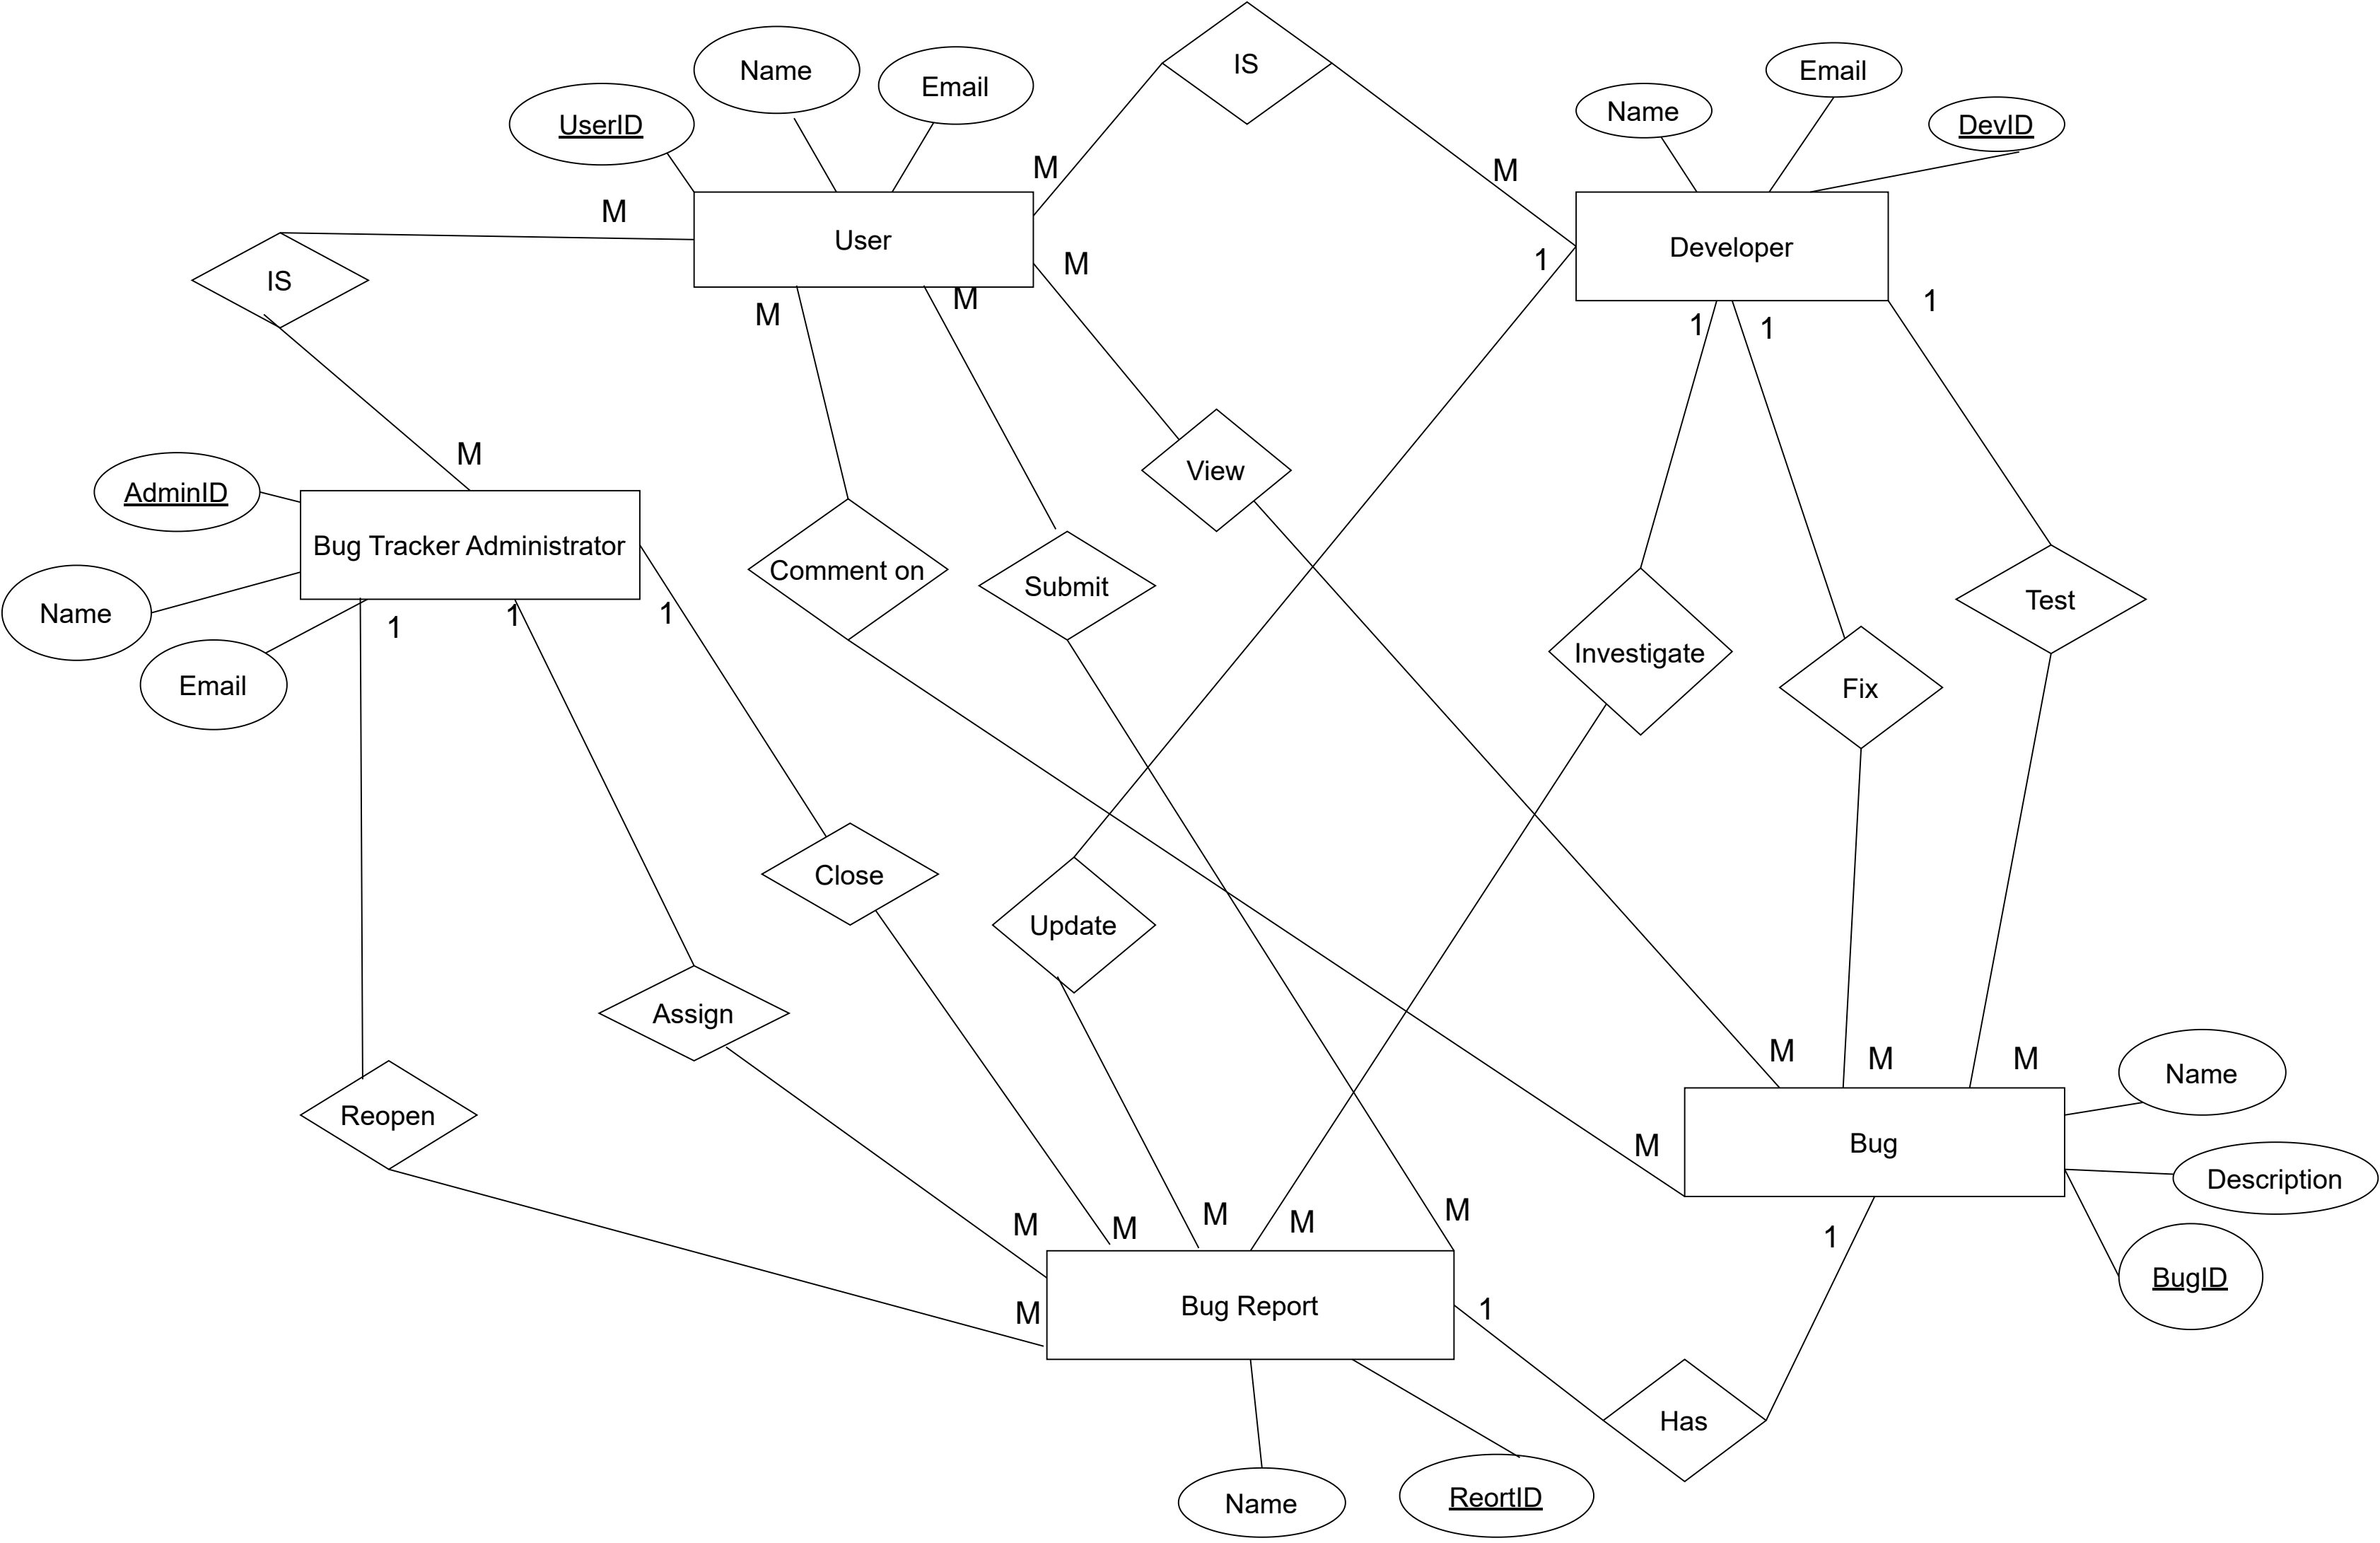 IS
Name
Email
UserID
Name
Email
DevID
M
M
M
User
Developer
M
1
IS
M
M
1
M
1
1
M
AdminID
View
Bug Tracker Administrator
Comment on
Submit
Test
Name
1
1
1
Investigate
Email
Fix
Close
Update
Assign
M
M
M
Name
Reopen
M
Bug
Description
M
M
M
M
M
1
BugID
M
Bug Report
1
Has
Name
ReortID